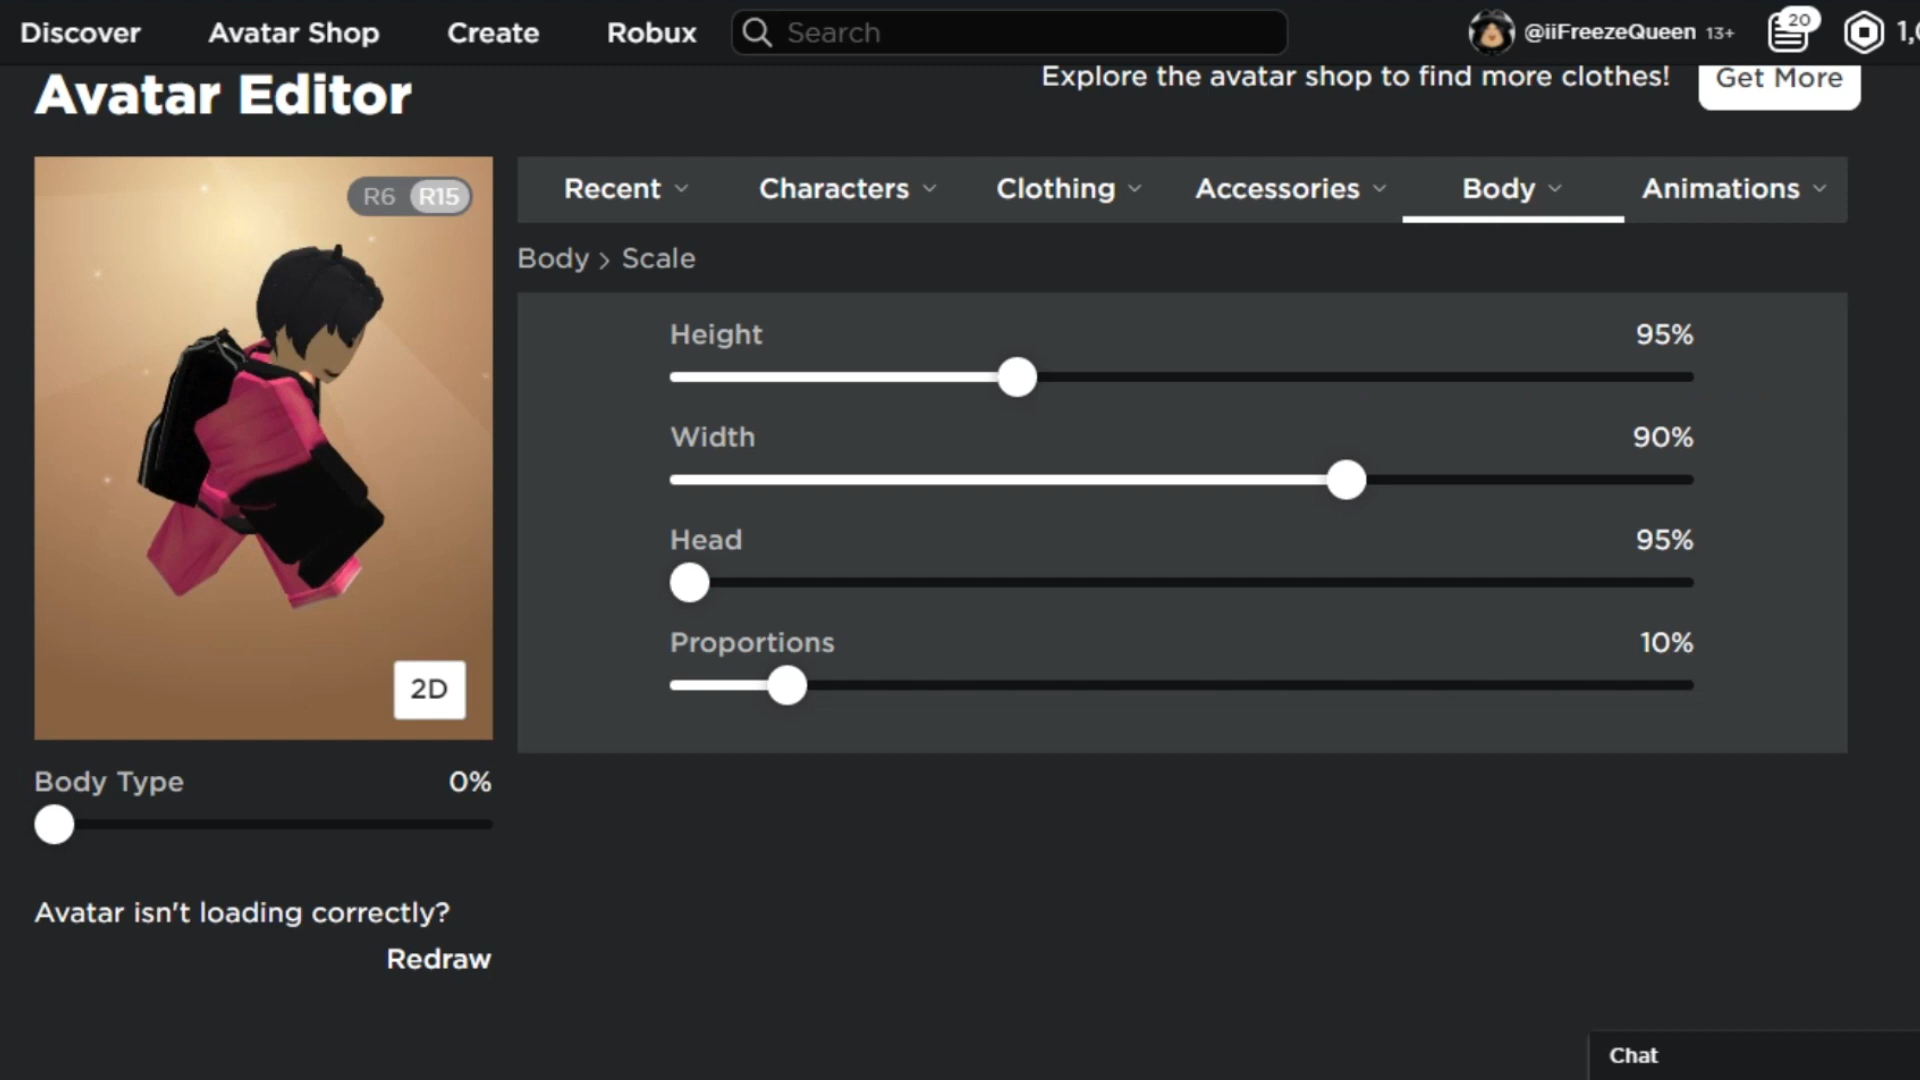 Discover Avatar Shop Create Robux Search @iiFreezeQueen 13+ 20
Avatar Editor
Explore the avatar shop to find more clothes! Get More
R6 R15
Recent Characters Clothing Accessories Body Animations
Body > Scale
Height 95%
Width 90%
Head 95%
Proportions 10%
2D
Body Type 0%
Avatar isn't loading correctly?
Redraw
Chat